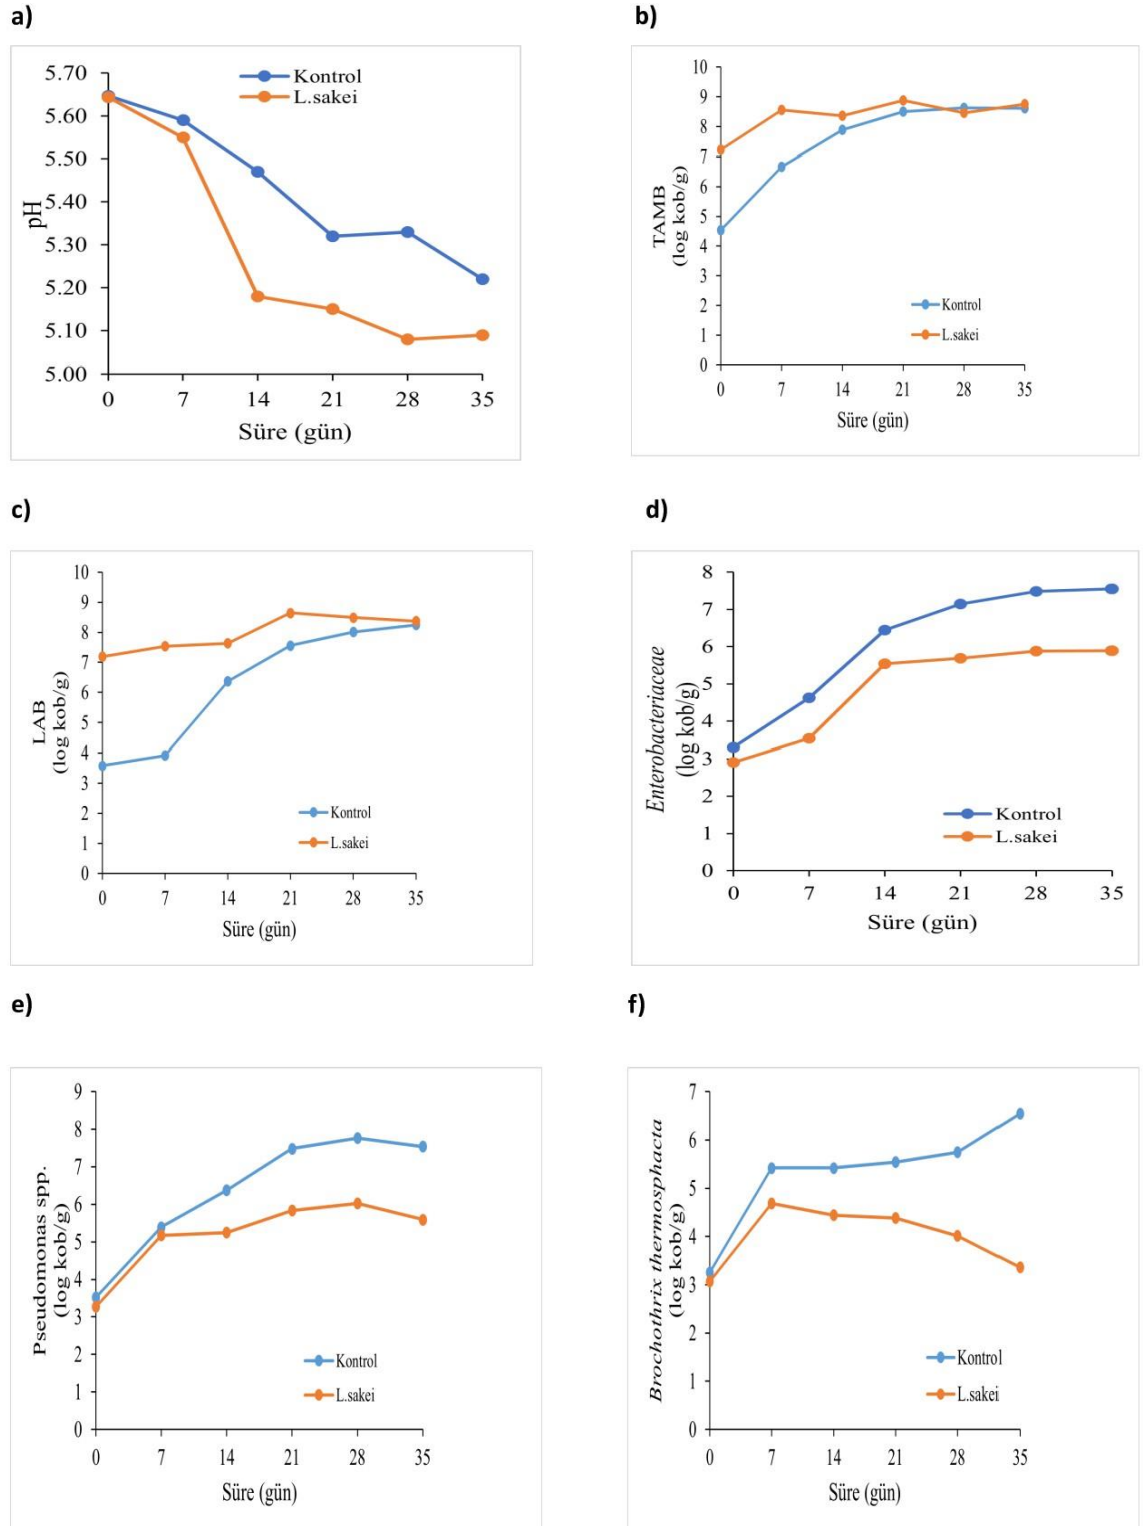 a)
5.70
5.60
5.50
5.40
5.30
5.20
5.10
5.00
pH
Kontrol
L.sakei
0 7 14 21 28 35
Süre (gün)
b)
10
9
8
7
6
5
4
3
2
1
0
TAMB
(log kob/g)
Kontrol
L.sakei
0 7 14 21 28 35
Süre (gün)
c)
10
9
8
7
6
5
4
3
2
1
0
LAB
(log kob/g)
Kontrol
L.sakei
0 7 14 21 28 35
Süre (gün)
d)
8
7
6
5
4
3
2
1
0
Enterobacteriaceae
(log kob/g)
Kontrol
L.sakei
0 7 14 21 28 35
Süre (gün)
e)
9
8
7
6
5
4
3
2
1
0
Pseudomonas spp.
(log kob/g)
Kontrol
L.sakei
0 7 14 21 28 35
Süre (gün)
f)
7
6
5
4
3
2
1
0
Brochothrix thermosphacta
(log kob/g)
Kontrol
L.sakei
0 7 14 21 28 35
Süre (gün)